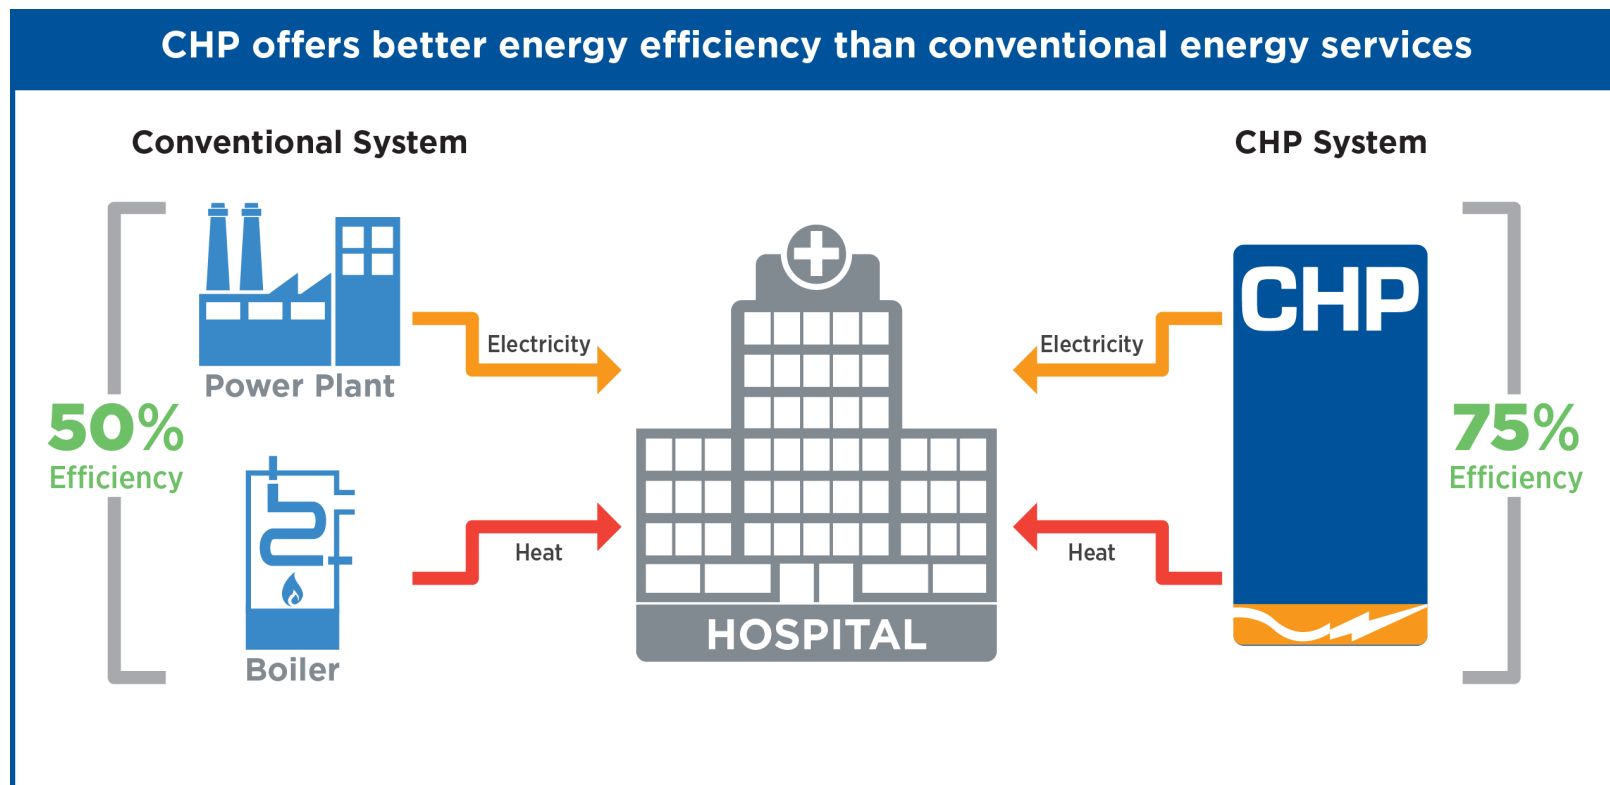 CHP offers better energy efficiency than conventional energy services
Conventional System
CHP System
CHP
Electricity
Electricity
Power Plant
50%
Efficiency
75%
Efficiency
Heat
Heat
HOSPITAL
Boiler